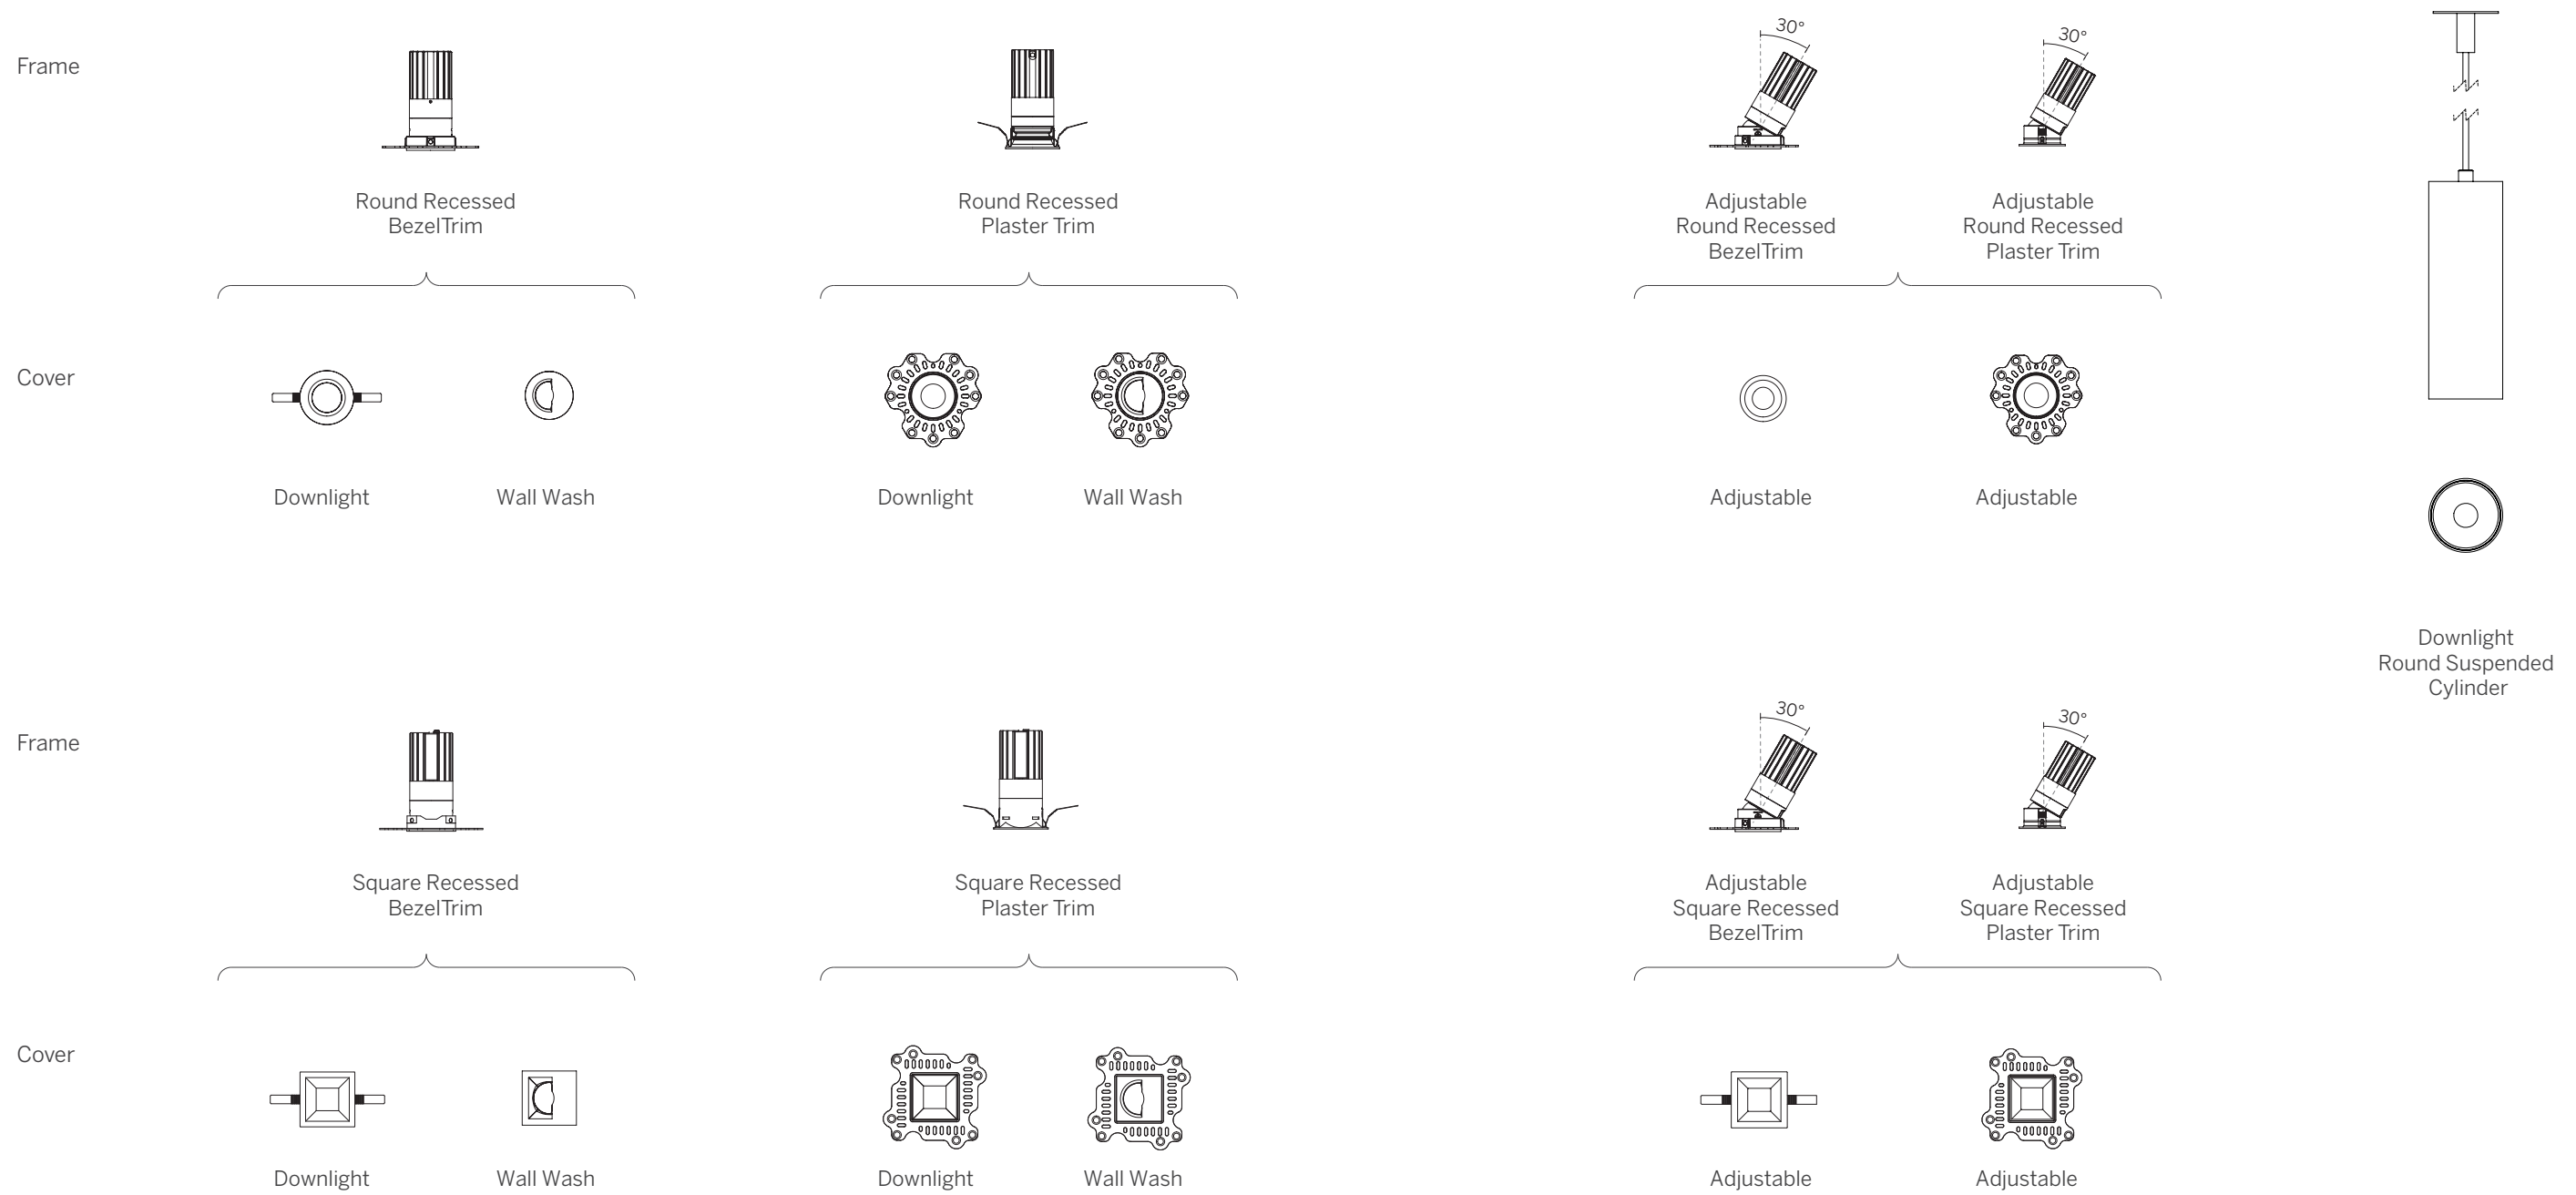 Frame
30°
30°
Round Recessed
BezelTrim
Round Recessed
Plaster Trim
Adjustable
Round Recessed
BezelTrim
Adjustable
Round Recessed
Plaster Trim
Cover
Downlight
Wall Wash
Downlight
Wall Wash
Adjustable
Adjustable
Downlight
Round Suspended
Cylinder
Frame
30°
30°
Square Recessed
BezelTrim
Square Recessed
Plaster Trim
Adjustable
Square Recessed
BezelTrim
Adjustable
Square Recessed
Plaster Trim
Cover
Downlight
Wall Wash
Downlight
Wall Wash
Adjustable
Adjustable